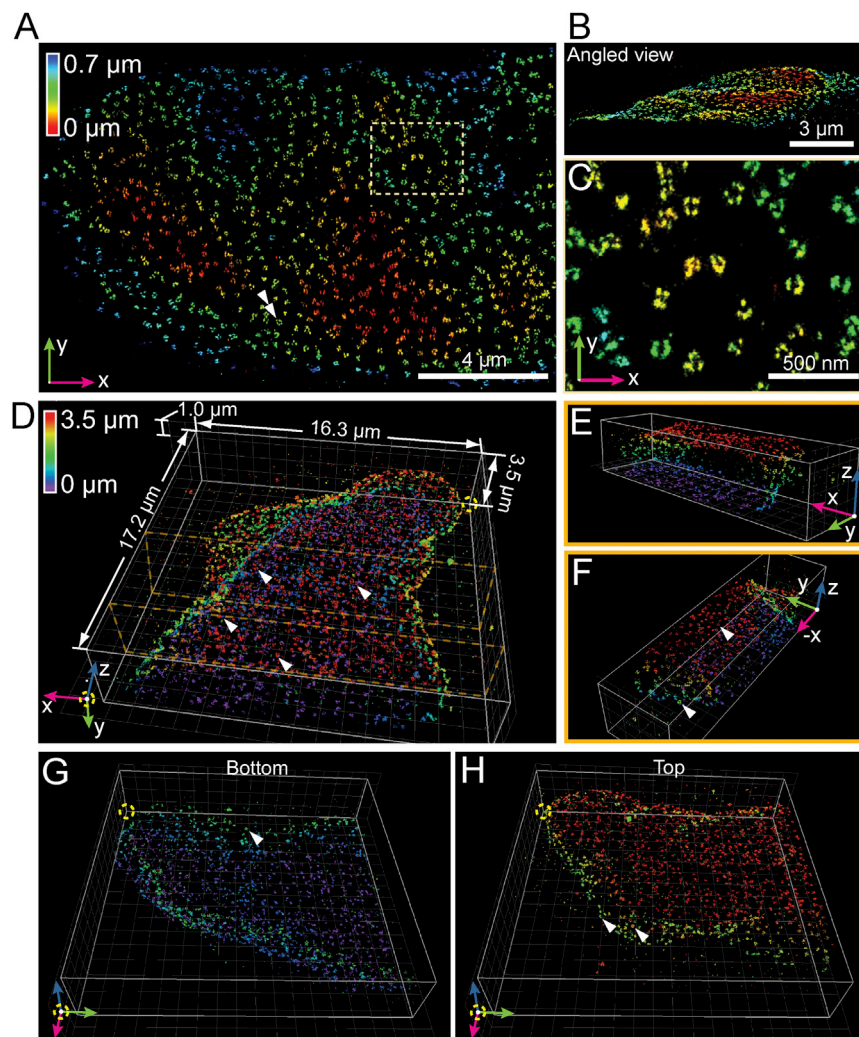 A
0.7 µm
0 µm
4 µm
y
x
B
Angled view
3 µm
C
500 nm
y
x
D
3.5 µm
0 µm
1.0 µm
16.3 µm
3.5 µm
17.2 µm
z
x
y
E
z
x
y
F
y
z
-x
G
Bottom
H
Top